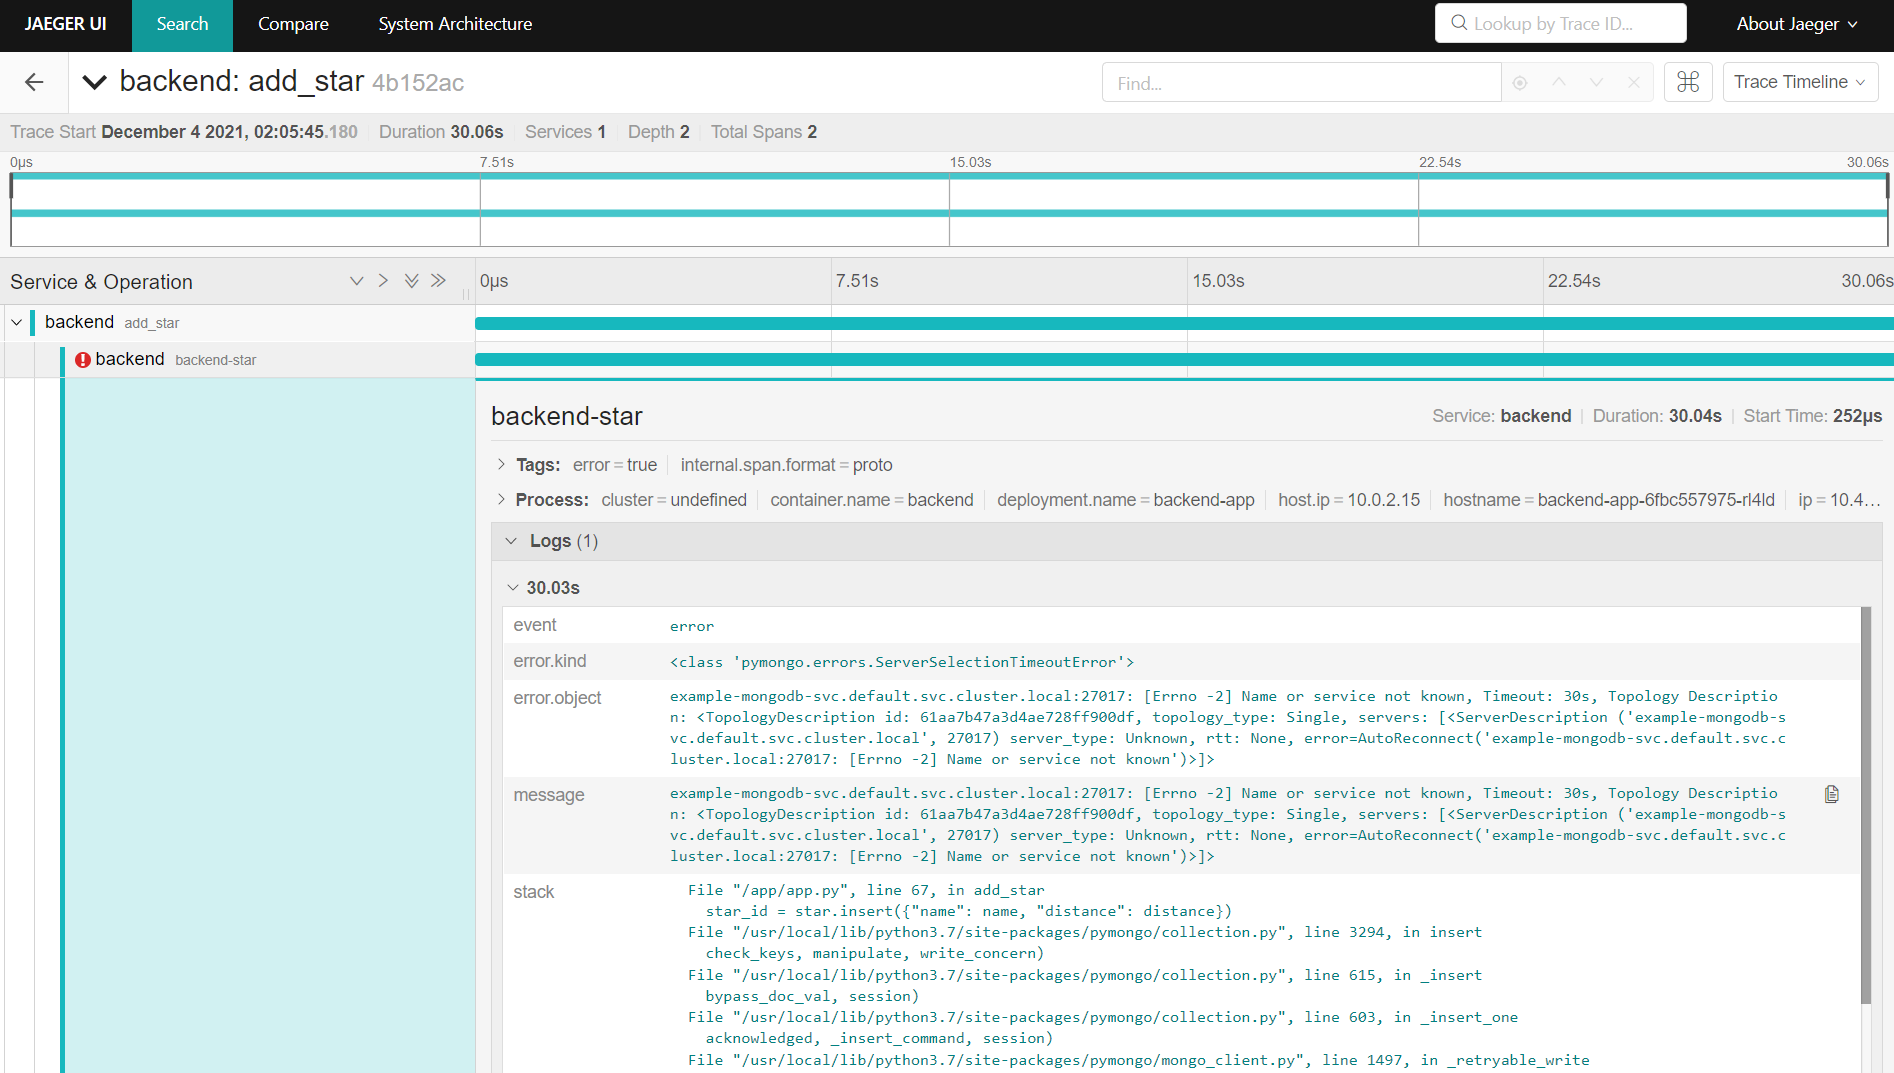 JAEGER UI Search Compare System Architecture Lookup by Trace ID... About Jaeger
backend: add_star 4b152ac Find... Trace Timeline
Trace Start December 4 2021, 02:05:45.180 Duration 30.06s Services 1 Depth 2 Total Spans 2
0μs 7.51s 15.03s 22.54s 30.06s
Service & Operation 0μs 7.51s 15.03s 22.54s 30.06s
backend add_star
backend backend-star
backend-star Service: backend Duration: 30.04s Start Time: 252μs
Tags: error = true internal.span.format = proto
Process: cluster = undefined container.name = backend deployment.name = backend-app host.ip = 10.0.2.15 hostname = backend-app-6fbc557975-rl4ld ip = 10.4...
Logs (1)
30.03s
event error
error.kind <class 'pymongo.errors.ServerSelectionTimeoutError'>
error.object example-mongodb-svc.default.svc.cluster.local:27017: [Errno -2] Name or service not known, Timeout: 30s, Topology Descriptio
n: <TopologyDescription id: 61aa7b47a3d4ae728ff900df, topology_type: Single, servers: [<ServerDescription ('example-mongodb-s
vc.default.svc.cluster.local', 27017) server_type: Unknown, rtt: None, error=AutoReconnect('example-mongodb-svc.default.svc.c
luster.local:27017: [Errno -2] Name or service not known')>]>
message example-mongodb-svc.default.svc.cluster.local:27017: [Errno -2] Name or service not known, Timeout: 30s, Topology Descriptio
n: <TopologyDescription id: 61aa7b47a3d4ae728ff900df, topology_type: Single, servers: [<ServerDescription ('example-mongodb-s
vc.default.svc.cluster.local', 27017) server_type: Unknown, rtt: None, error=AutoReconnect('example-mongodb-svc.default.svc.c
luster.local:27017: [Errno -2] Name or service not known')>]>
stack File "/app/app.py", line 67, in add_star
star_id = star.insert({"name": name, "distance": distance})
File "/usr/local/lib/python3.7/site-packages/pymongo/collection.py", line 3294, in insert
check_keys, manipulate, write_concern)
File "/usr/local/lib/python3.7/site-packages/pymongo/collection.py", line 615, in _insert
bypass_doc_val, session)
File "/usr/local/lib/python3.7/site-packages/pymongo/collection.py", line 603, in _insert_one
acknowledged, _insert_command, session)
File "/usr/local/lib/python3.7/site-packages/pymongo/mongo_client.py", line 1497, in _retryable_write